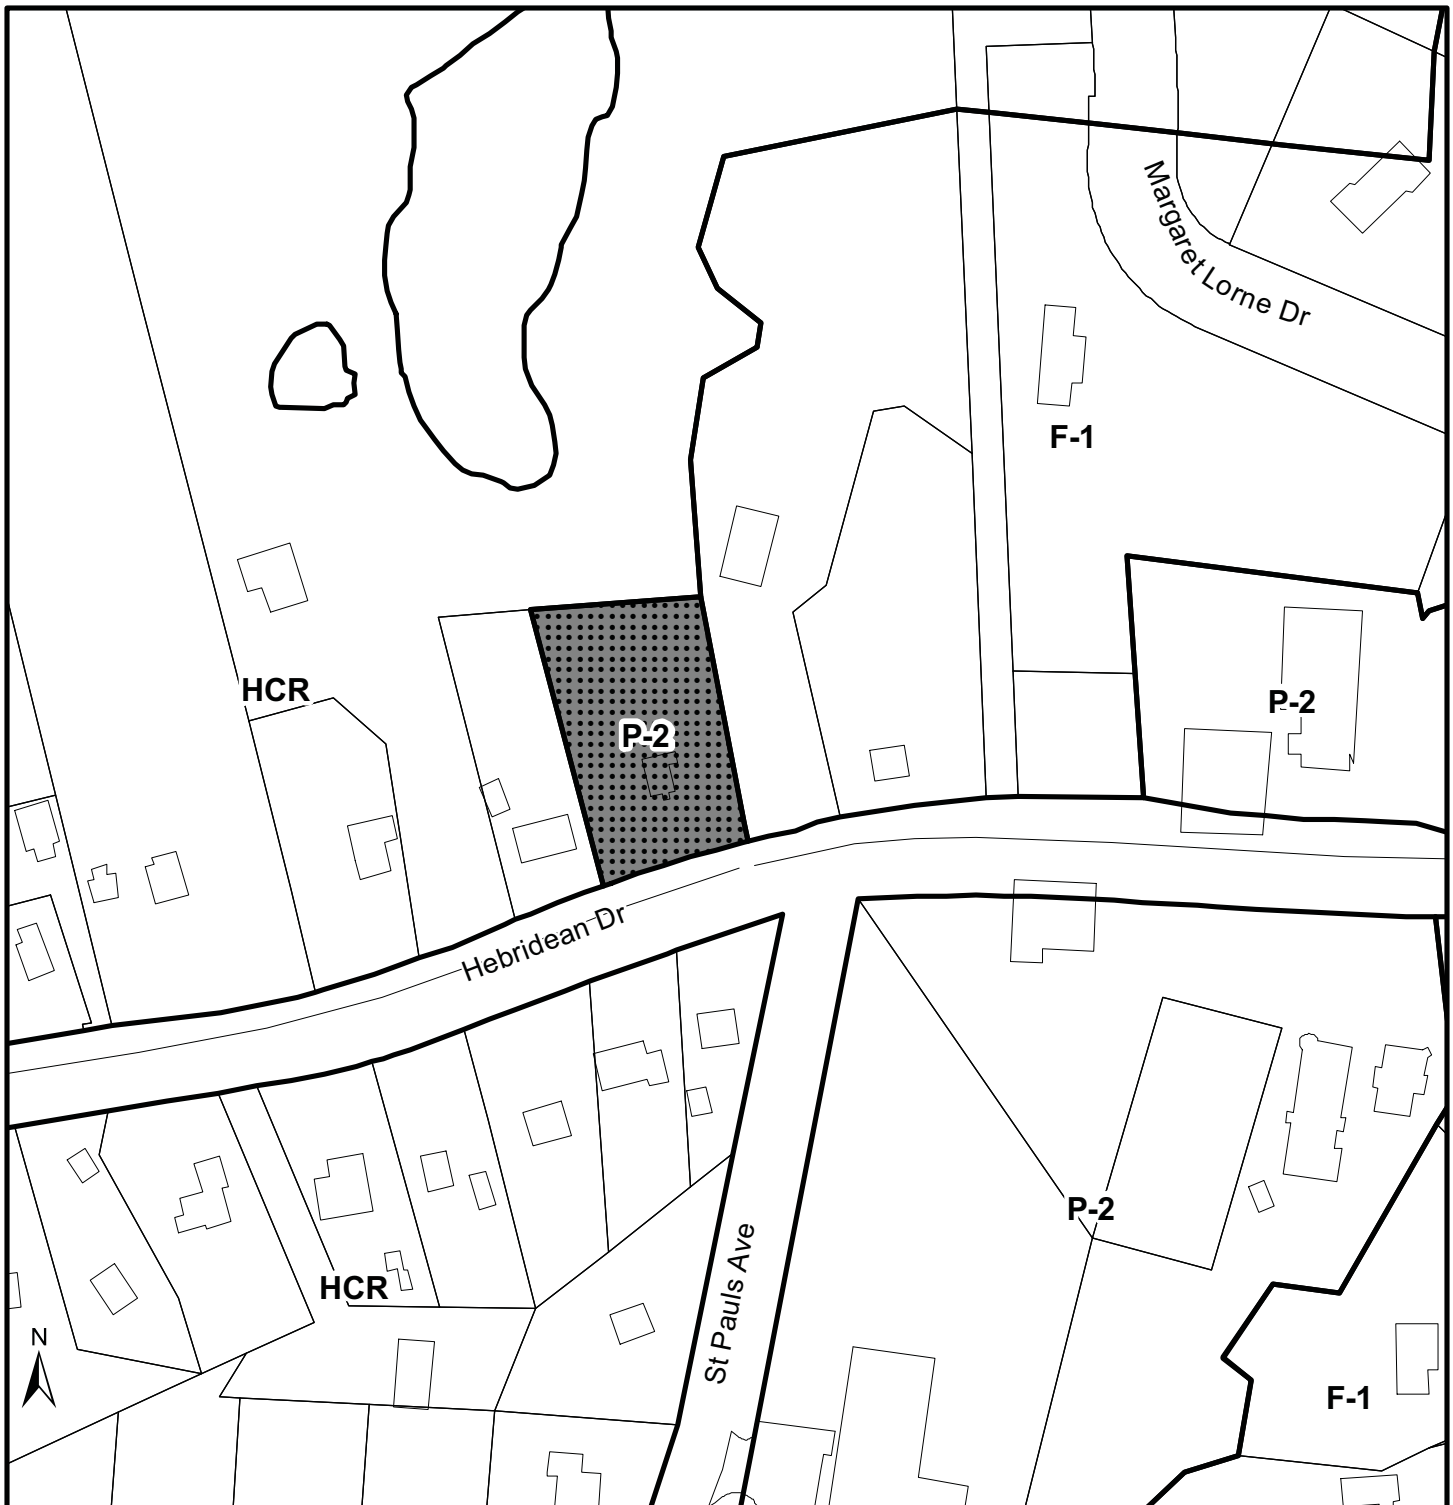 Margaret Lorne Dr
F-1
HCR
P-2
P-2
Hebridean Dr
P-2
St Pauls Ave
HCR
N
F-1